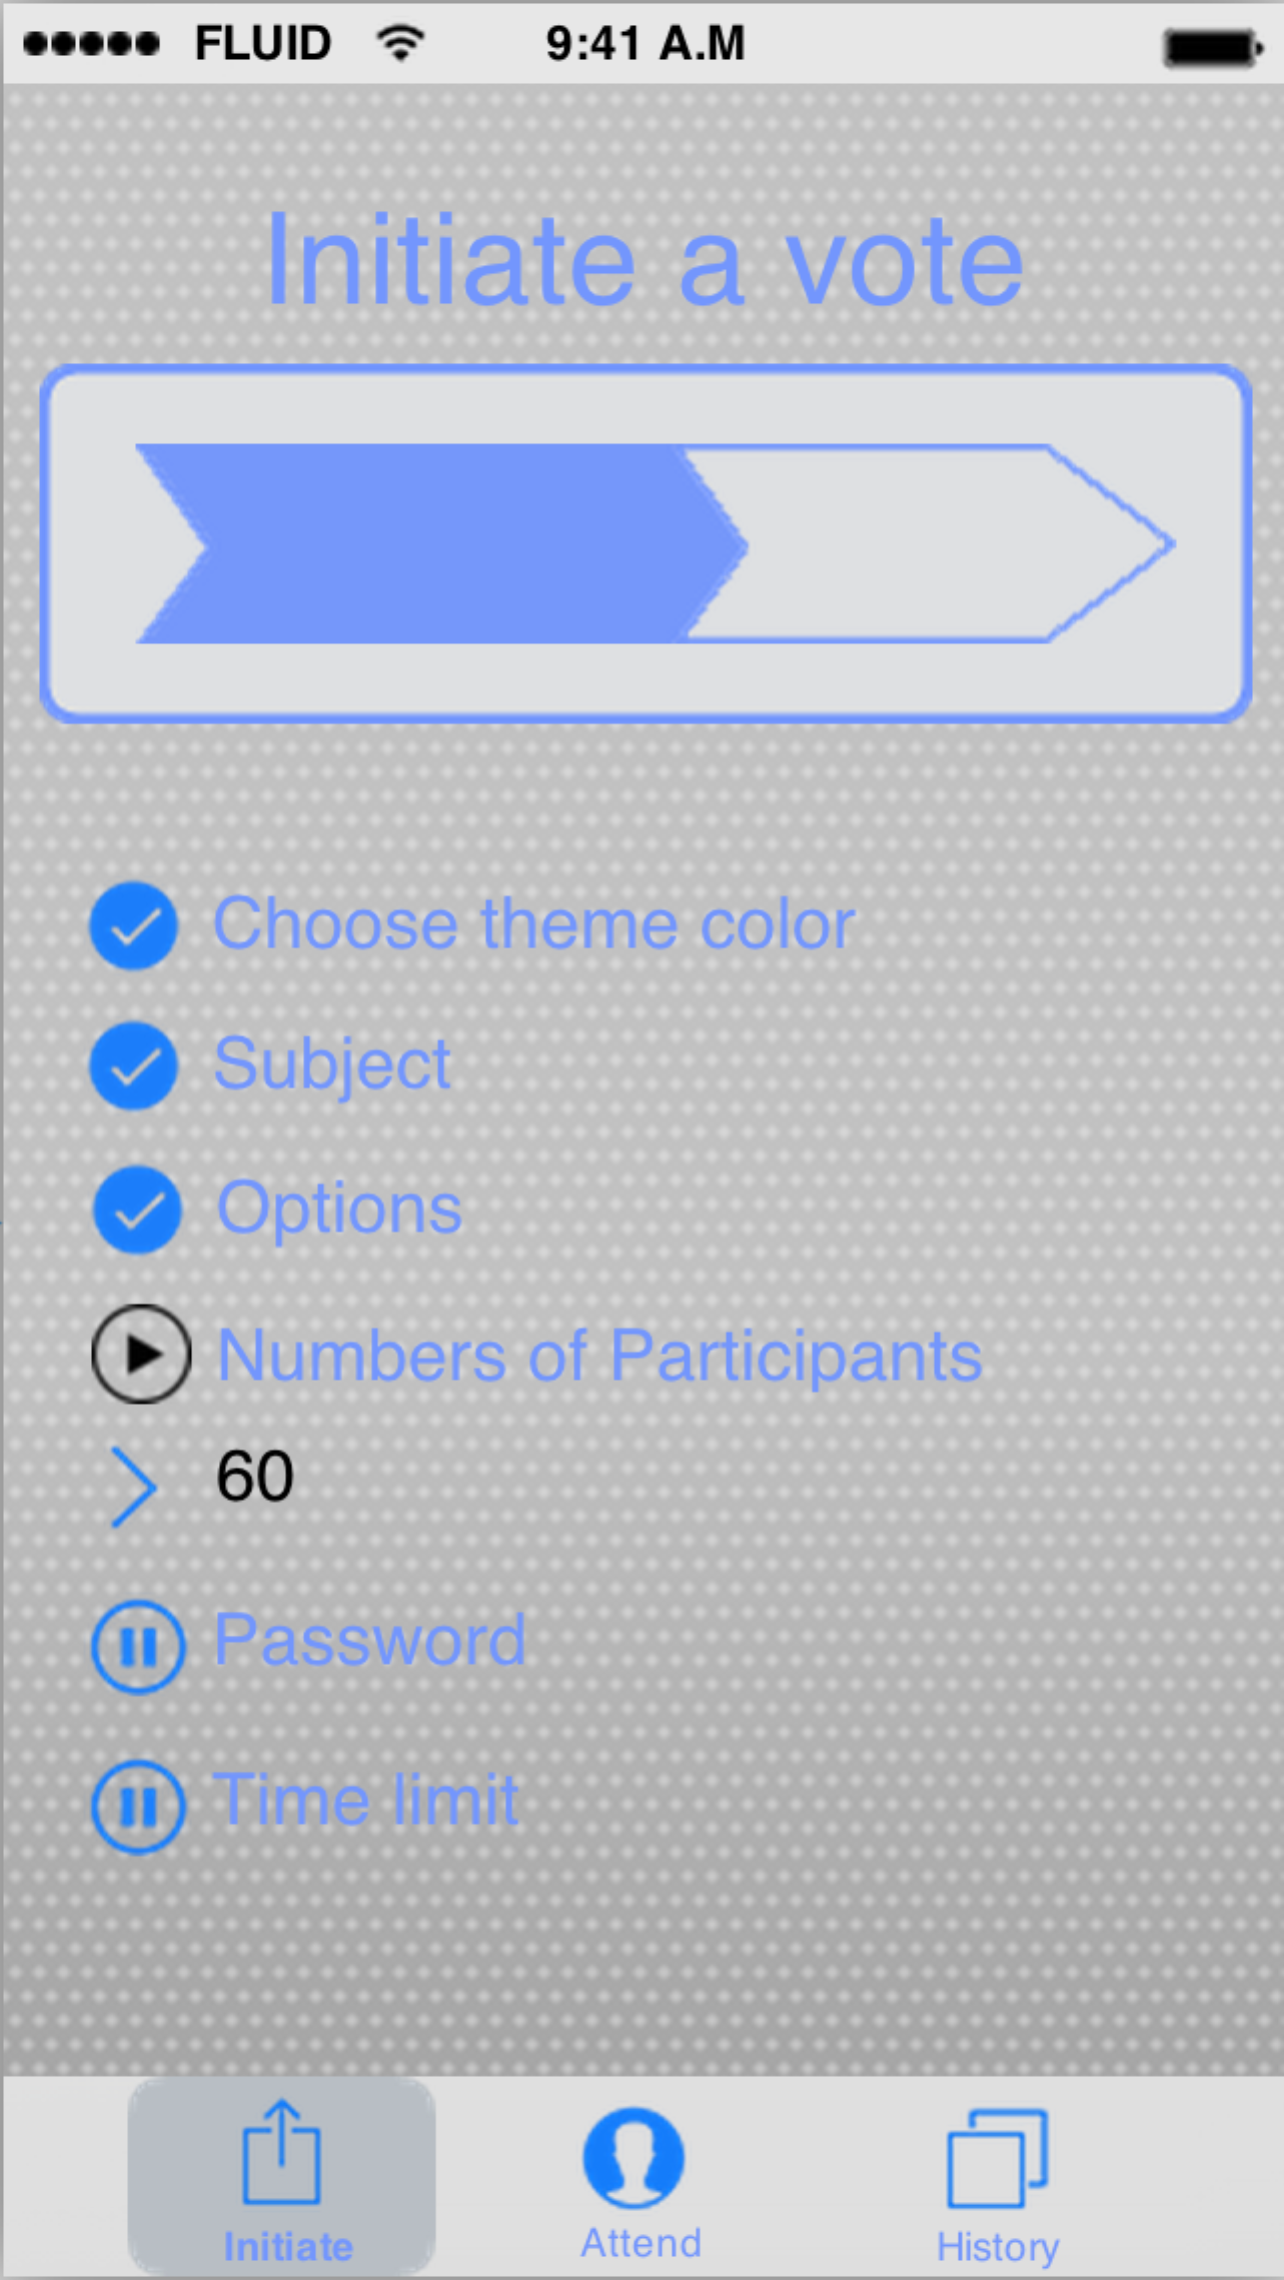 FLUID 9:41 A.M
Initiate a vote
Choose theme color
Subject
Options
Numbers of Participants
60
Password
Time limit
Initiate Attend History